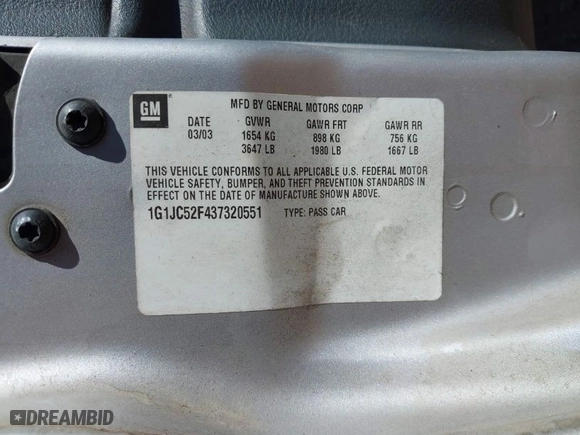 GM
MFD BY GENERAL MOTORS CORP
DATE GVWR GAWR FRT GAWR RR
03/03 1654 KG 898 KG 756 KG
3647 LB 1980 LB 1667 LB
THIS VEHICLE CONFORMS TO ALL APPLICABLE U.S. FEDERAL MOTOR
VEHICLE SAFETY, BUMPER, AND THEFT PREVENTION STANDARDS IN
EFFECT ON THE DATE OF MANUFACTURE SHOWN ABOVE.
1G1JC52F437320551 TYPE: PASS CAR
DREAMBID